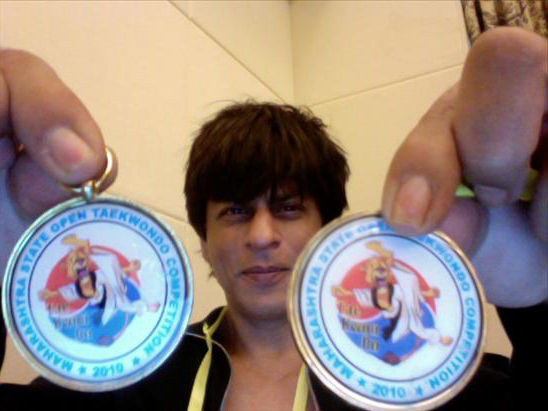 MAHARASHTRA STATE OPEN TAEKWONDO COMPETITION
★ 2010 ★
MAHARASHTRA STATE OPEN TAEKWONDO COMPETITION
★ 2010 ★